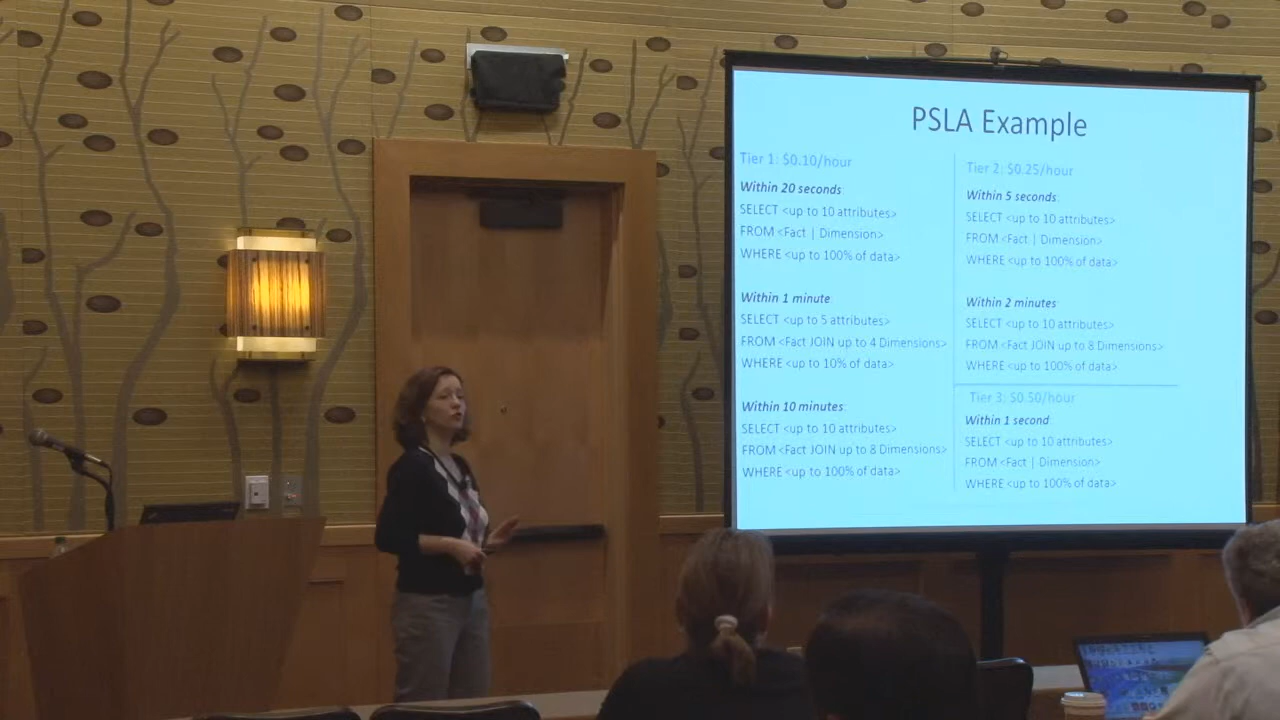 PSLA Example
Tier 1: $0.10/hour
Within 20 seconds:
SELECT <up to 10 attributes>
FROM <Fact | Dimension>
WHERE <up to 100% of data>
Within 1 minute:
SELECT <up to 5 attributes>
FROM <Fact JOIN up to 4 Dimensions>
WHERE <up to 10% of data>
Within 10 minutes:
SELECT <up to 10 attributes>
FROM <Fact JOIN up to 8 Dimensions>
WHERE <up to 100% of data>
Tier 2: $0.25/hour
Within 5 seconds:
SELECT <up to 10 attributes>
FROM <Fact | Dimension>
WHERE <up to 100% of data>
Within 2 minutes:
SELECT <up to 10 attributes>
FROM <Fact JOIN up to 8 Dimensions>
WHERE <up to 100% of data>
Tier 3: $0.50/hour
Within 1 second:
SELECT <up to 10 attributes>
FROM <Fact | Dimension>
WHERE <up to 100% of data>